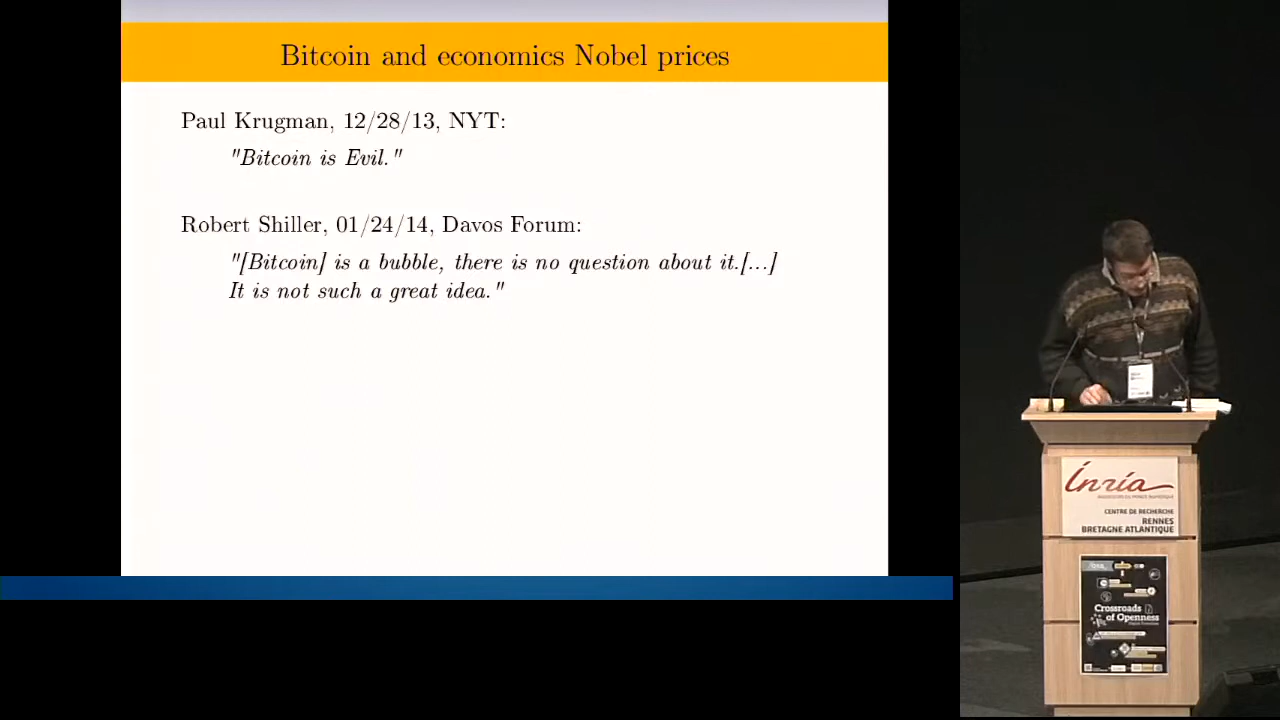 Bitcoin and economics Nobel prices
Paul Krugman, 12/28/13, NYT:
"Bitcoin is Evil."
Robert Shiller, 01/24/14, Davos Forum:
"[Bitcoin] is a bubble, there is no question about it.[...]
It is not such a great idea."
Inria
CENTRE DE RECHERCHE
RENNES
BRETAGNE ATLANTIQUE
Crossroads
of Openness